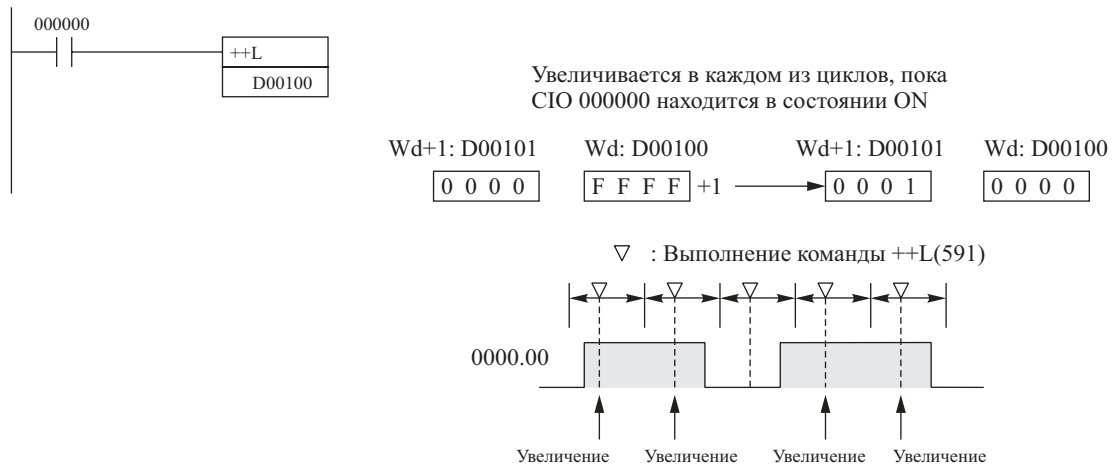 000000
++L
D00100
Увеличивается в каждом из циклов, пока
CIO 000000 находится в состоянии ON
Wd+1: D00101 Wd: D00100 Wd+1: D00101 Wd: D00100
0 0 0 0 F F F F +1 0 0 0 1 0 0 0 0
: Выполнение команды ++L(591)
0000.00
Увеличение Увеличение Увеличение Увеличение